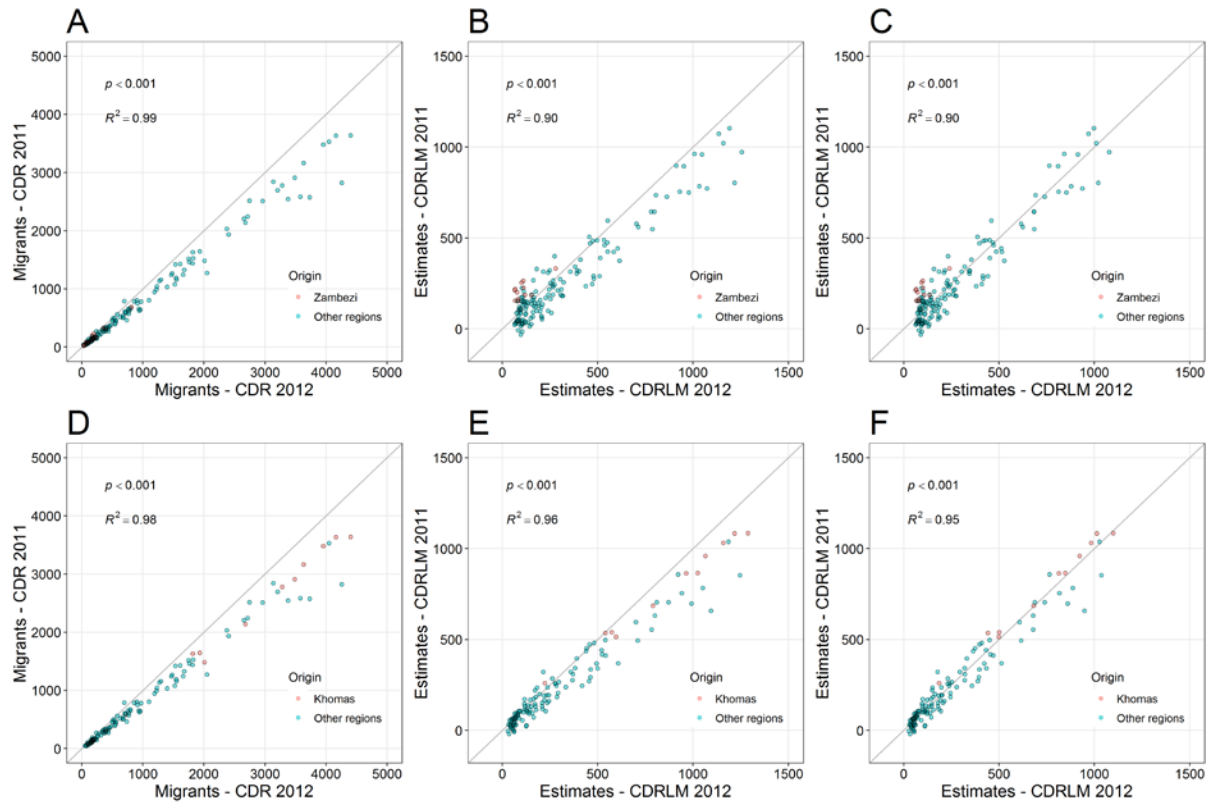 A
Migrants - CDR 2011
5000
4000
3000
2000
1000
0
p < 0.001
R² = 0.99
Origin
Zambezi
Other regions
0 1000 2000 3000 4000 5000
Migrants - CDR 2012
B
Estimates - CDRLM 2011
1500
1000
500
0
p < 0.001
R² = 0.90
Origin
Zambezi
Other regions
0 500 1000 1500
Estimates - CDRLM 2012
C
Estimates - CDRLM 2011
1500
1000
500
0
p < 0.001
R² = 0.90
Origin
Zambezi
Other regions
0 500 1000 1500
Estimates - CDRLM 2012
D
Migrants - CDR 2011
5000
4000
3000
2000
1000
0
p < 0.001
R² = 0.98
Origin
Khomas
Other regions
0 1000 2000 3000 4000 5000
Migrants - CDR 2012
E
Estimates - CDRLM 2011
1500
1000
500
0
p < 0.001
R² = 0.96
Origin
Khomas
Other regions
0 500 1000 1500
Estimates - CDRLM 2012
F
Estimates - CDRLM 2011
1500
1000
500
0
p < 0.001
R² = 0.95
Origin
Khomas
Other regions
0 500 1000 1500
Estimates - CDRLM 2012